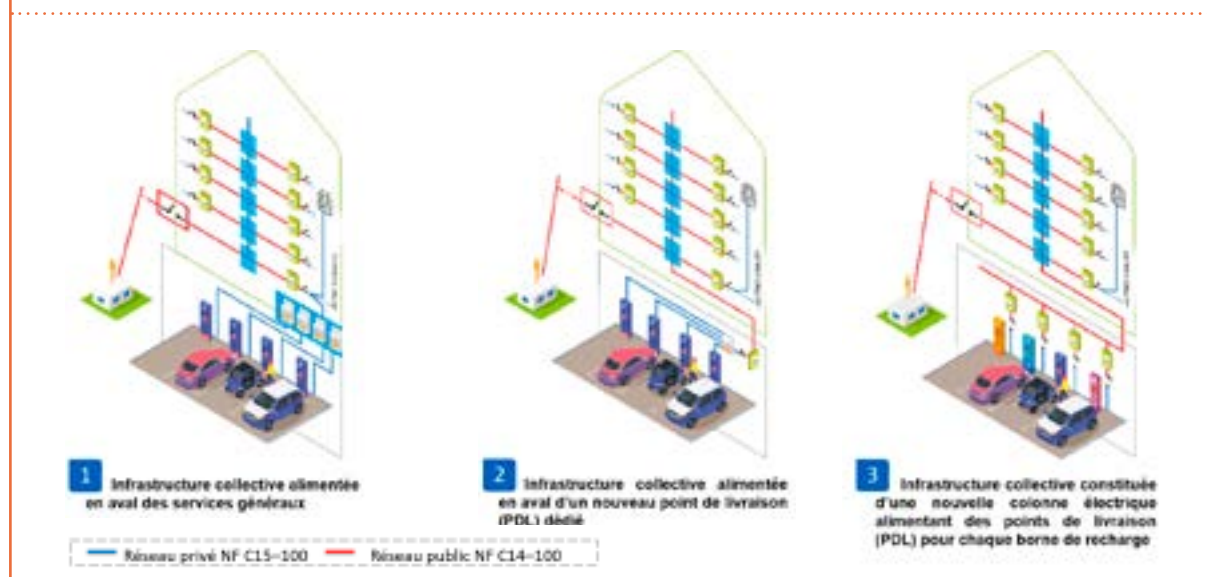 1 Infrastructure collective alimentée
en aval des services généraux
2 Infrastructure collective alimentée
en aval d'un nouveau point de livraison
(PDL) dédié
3 Infrastructure collective constituée
d'une nouvelle colonne électrique
alimentant des points de livraison
(PDL) pour chaque borne de recharge
Réseau privé NF C15–100 Réseau public NF C14–100